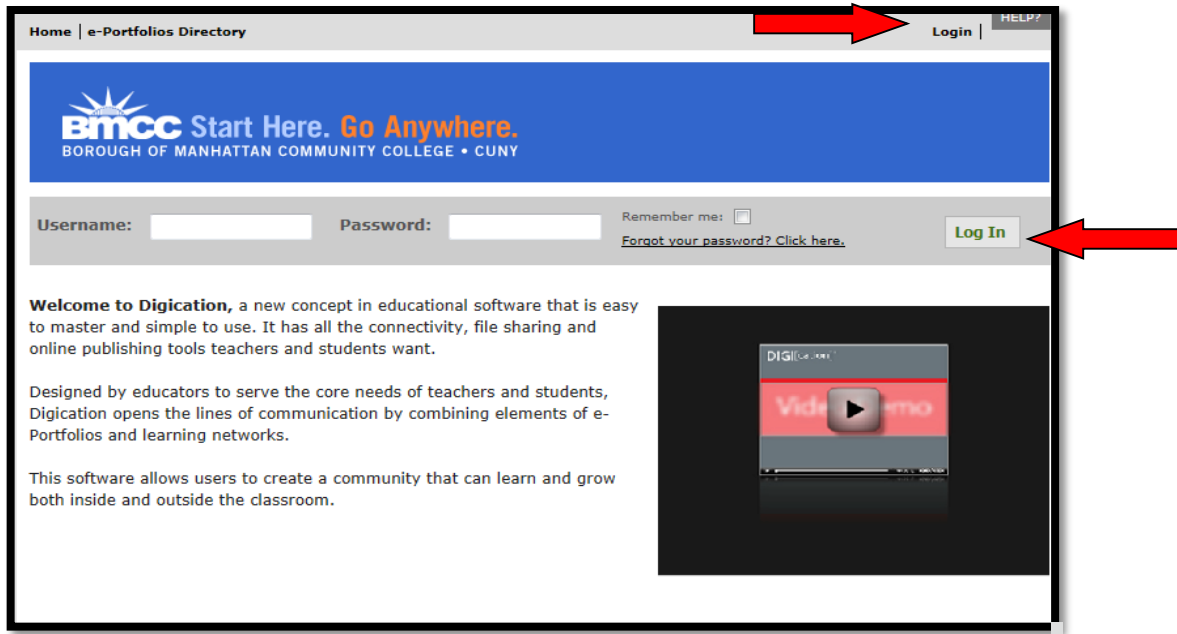 HELP?
Home | e-Portfolios Directory
Login |
BMCC Start Here. Go Anywhere.
BOROUGH OF MANHATTAN COMMUNITY COLLEGE • CUNY
Username:
Password:
Remember me:
Forgot your password? Click here.
Log In
Welcome to Digication, a new concept in educational software that is easy
to master and simple to use. It has all the connectivity, file sharing and
online publishing tools teachers and students want.
Designed by educators to serve the core needs of teachers and students,
Digication opens the lines of communication by combining elements of e-
Portfolios and learning networks.
This software allows users to create a community that can learn and grow
both inside and outside the classroom.
DIGI[cation]